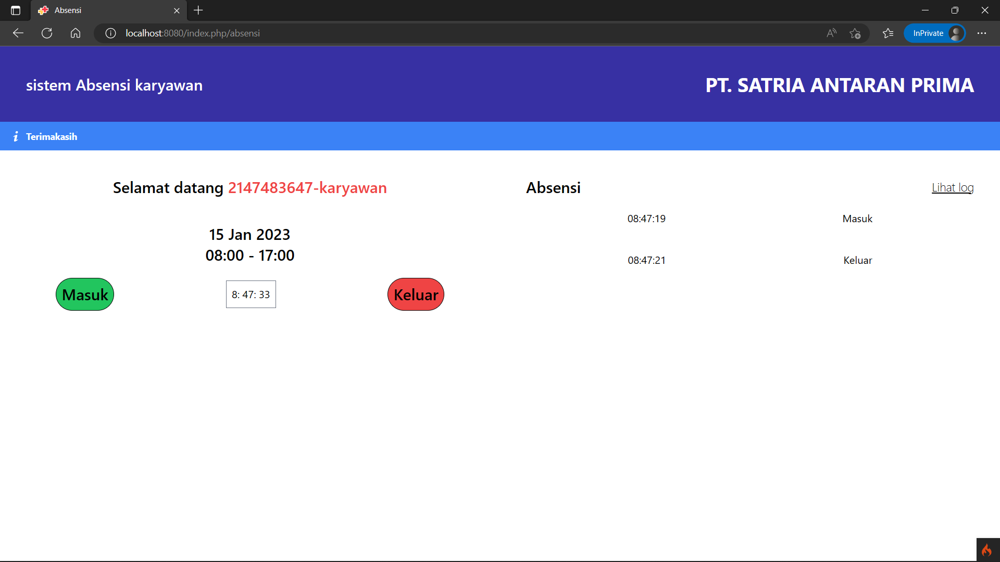 Absensi
localhost:8080/index.php/absensi
InPrivate
sistem Absensi karyawan
PT. SATRIA ANTARAN PRIMA
i Terimakasih
Selamat datang 2147483647-karyawan
15 Jan 2023
08:00 - 17:00
Masuk
8: 47: 33
Keluar
Absensi
Lihat log
08:47:19 Masuk
08:47:21 Keluar